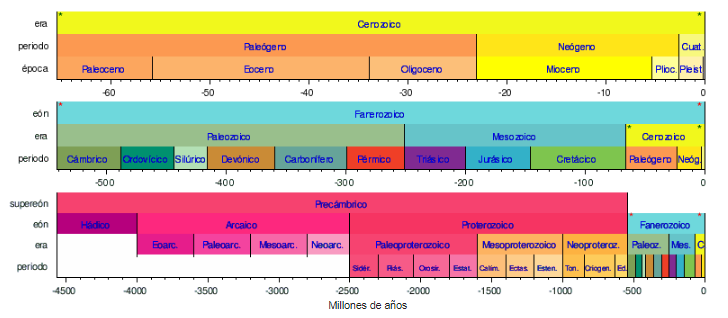 era Cenozoico
periodo Paleógeno Neógeno Cuat.
época Paleoceno Eoceno Oligoceno Mioceno Plioc. Pleist
-60 -50 -40 -30 -20 -10 0
eón Fanerozoico
era Paleozoico Mesozoico Cenozoico
periodo Cámbrico Ordovícico Silúrico Devónico Carbonífero Pérmico Triásico Jurásico Cretácico Paleógeno Neóg.
-500 -400 -300 -200 -100 0
supereón Precámbrico
eón Hádico Arcaico Proterozoico Fanerozoico
era Eoarc. Paleoarc. Mesoarc. Neoarc. Paleoproterozoico Mesoproterozoico Neoproteroz. Paleoz. Mes. C
periodo Sidér. Riás. Orosir. Estat. Calim. Ectas. Esten. Ton. Criogen. Ed.
-4500 -4000 -3500 -3000 -2500 -2000 -1500 -1000 -500 0
Millones de años